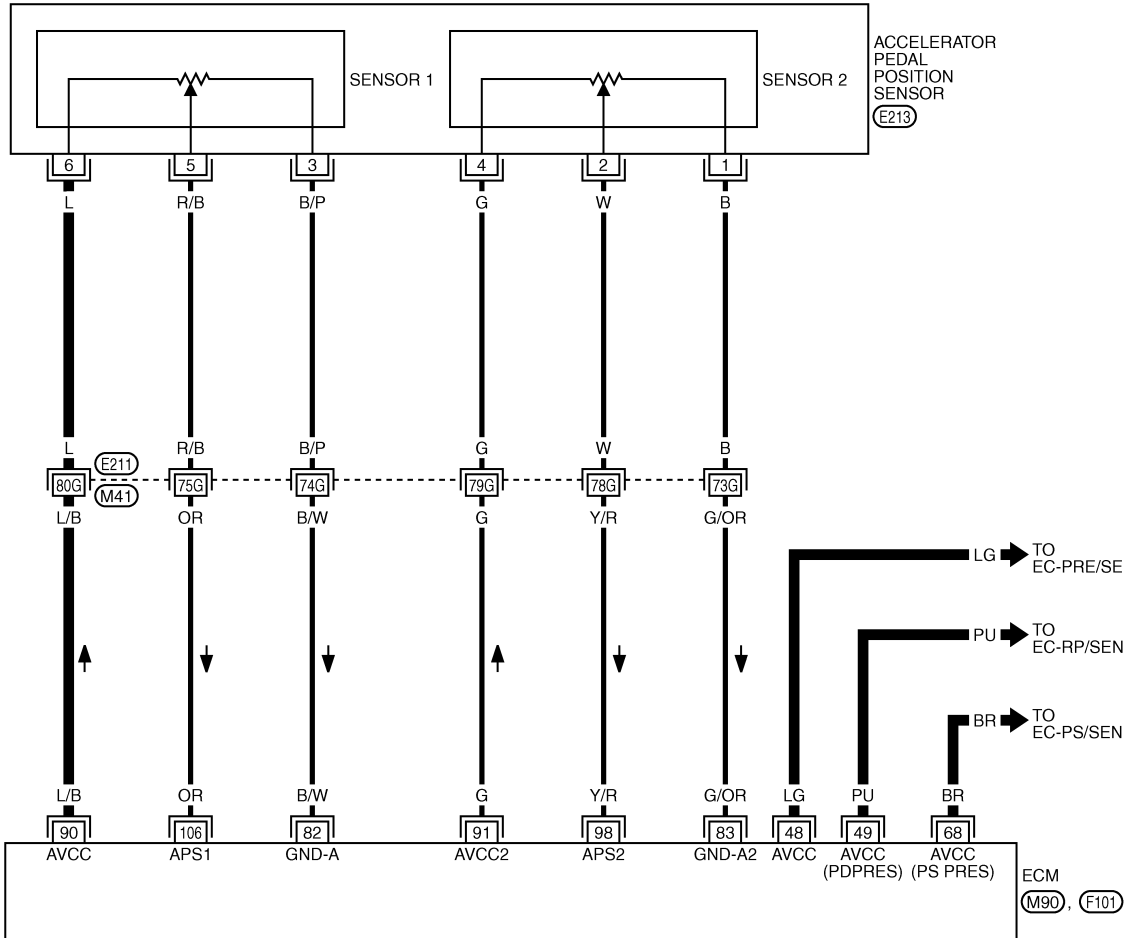 SENSOR 1
SENSOR 2
ACCELERATOR
PEDAL
POSITION
SENSOR
E213
6 5 3 4 2 1
L R/B B/P G W B
L R/B B/P G W B
E211
80G 75G 74G 79G 78G 73G
M41
L/B OR B/W G Y/R G/OR
LG TO
EC-PRE/SE
PU TO
EC-RP/SEN
BR TO
EC-PS/SEN
L/B OR B/W G Y/R G/OR LG PU BR
90 106 82 91 98 83 48 49 68
AVCC APS1 GND-A AVCC2 APS2 GND-A2 AVCC AVCC AVCC
(PDPRES) (PS PRES)
ECM
M90 , F101